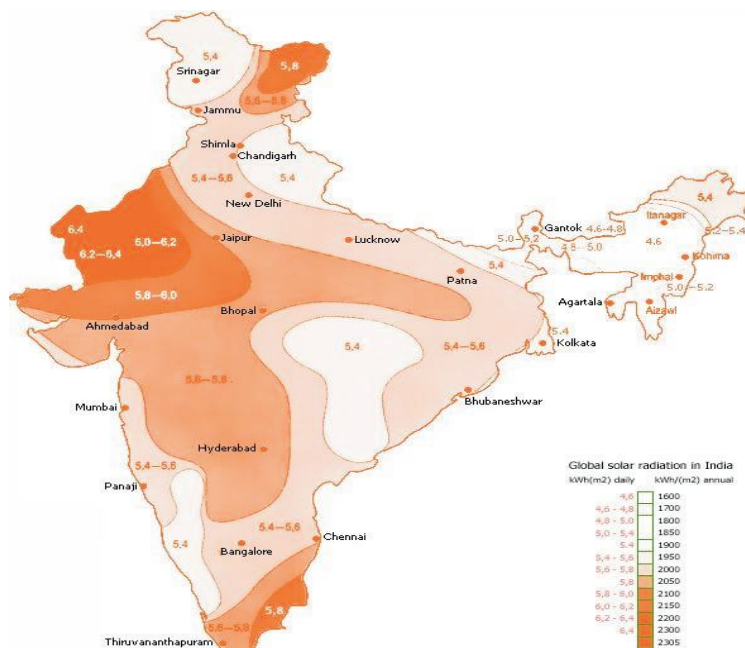 5,4
Srinagar
5,8
5,6—5,8
Jammu
Shimla
Chandigarh
5,4—5,6
5,4
New Delhi
5,4
Itanagar
6,4
6,0—6,2
6,2—6,4
Jaipur
Lucknow
Gantok
4.6-4.8
5,2—5,4
5.0—5,2
4.8—5.0
4.6
Kohima
5,4
Patna
Imphal
5,8—6,0
5.0—5.2
Ahmedabad
Bhopal
Agartala
Aizawl
5,4
5,4—5,6
5.4
Kolkata
5,6—5,8
Bhubaneshwar
Mumbai
Hyderabad
5,4—5,6
Panaji
5,4
5,4—5,6
Bangalore
Chennai
5,8
5,6—5,8
Thiruvananthapuram
Global solar radiation in India
kWh(m2) daily kWh/(m2) annual
4,6 1600
4,6 - 4,8 1700
4,8 - 5.0 1800
5,0 - 5,4 1850
5.4 1900
5,4 - 5,6 1950
5,6 - 5,8 2000
5,8 2050
5,8 - 6,0 2100
6,0 - 6,2 2150
6,2 - 6,4 2200
6,4 2300
2305